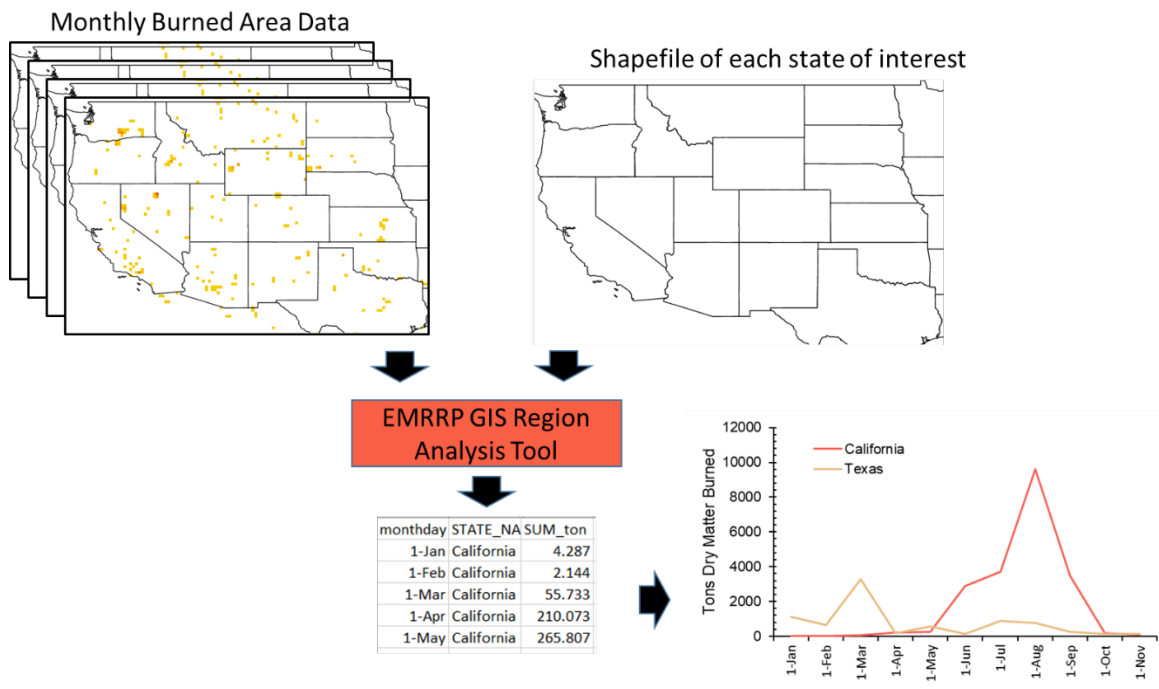 Monthly Burned Area Data
Shapefile of each state of interest
EMRRP GIS Region
Analysis Tool
monthday STATE_NA SUM_ton
1-Jan California 4.287
1-Feb California 2.144
1-Mar California 55.733
1-Apr California 210.073
1-May California 265.807
Tons Dry Matter Burned
12000
10000
8000
6000
4000
2000
0
California
Texas
1-Jan
1-Feb
1-Mar
1-Apr
1-May
1-Jun
1-Jul
1-Aug
1-Sep
1-Oct
1-Nov